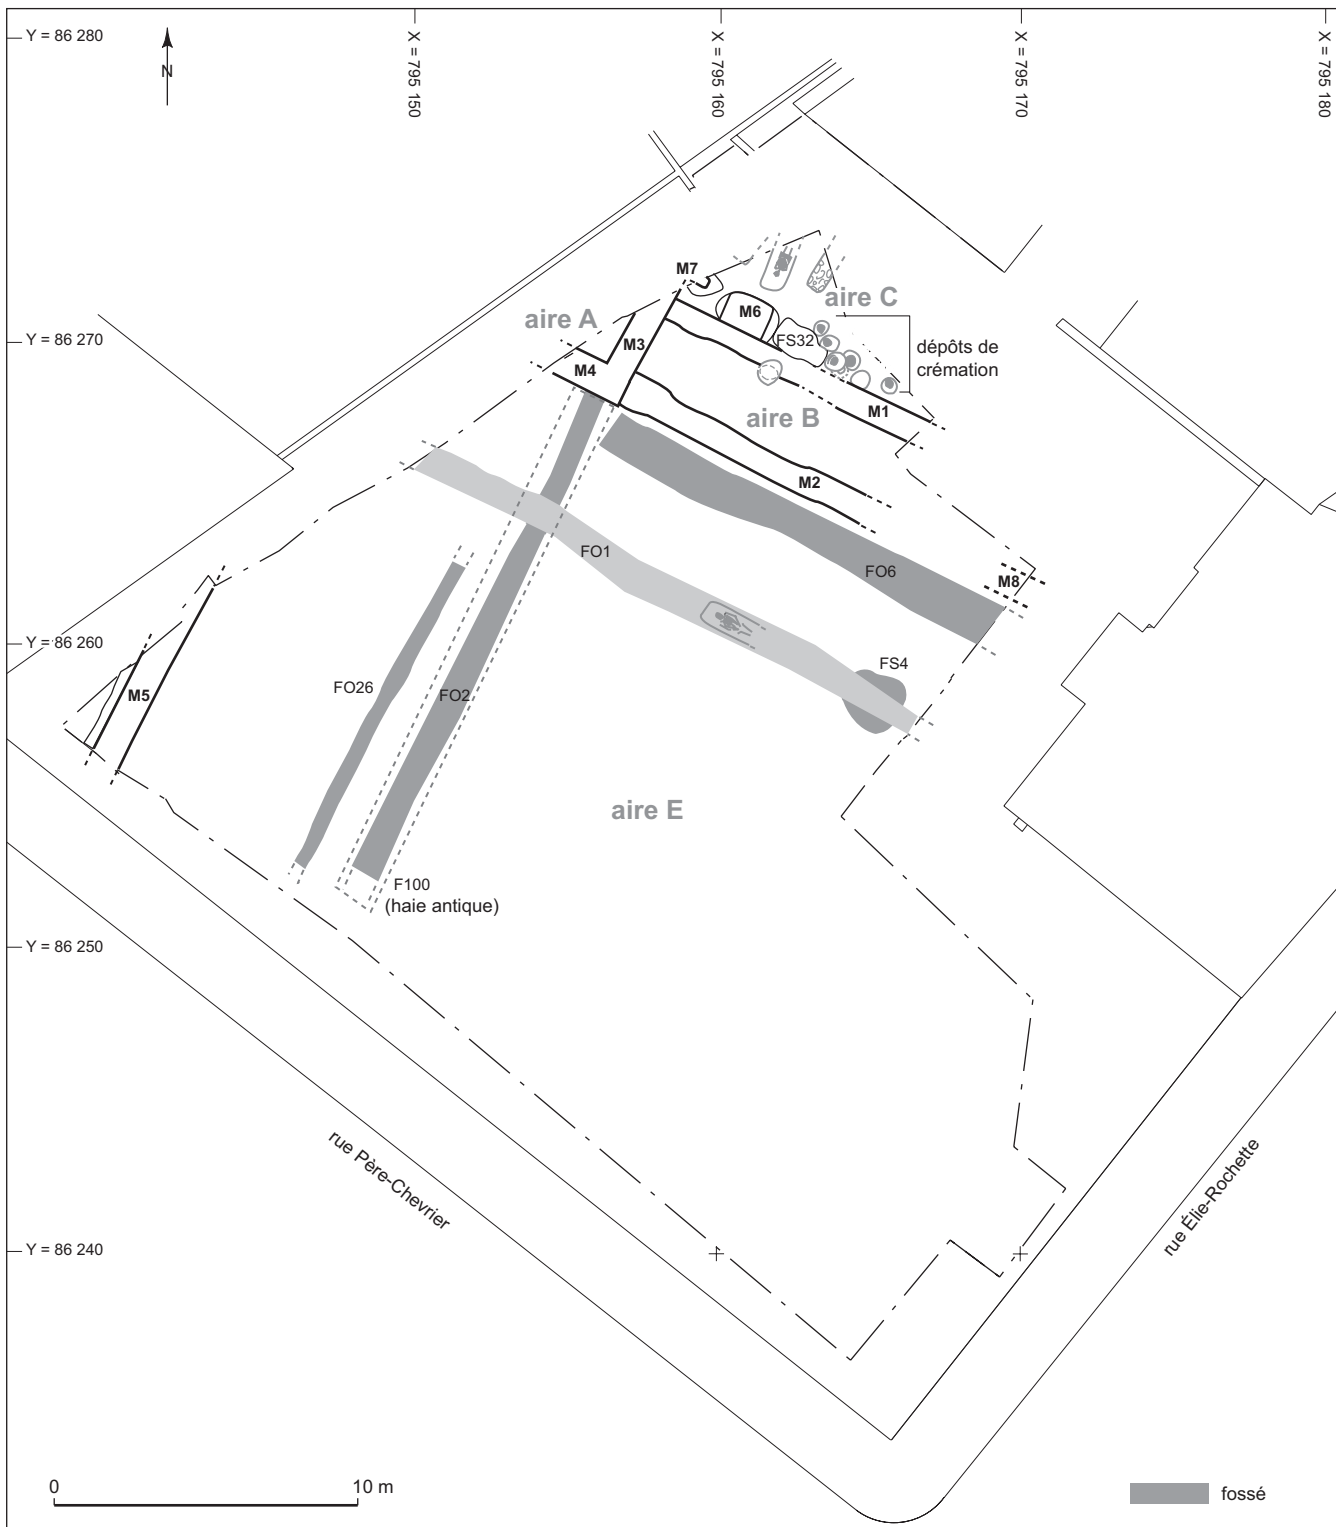 Y = 86 280
X = 795 150
X = 795 160
X = 795 170
X = 795 180
N
M7
aire C
M6
aire A
FS32
Y = 86 270
M3
dépôts de
crémation
M4
M1
aire B
M2
FO1
FO6
M8
Y = 86 260
FS4
FO26
FO2
M5
aire E
F100
(haie antique)
Y = 86 250
rue Père-Chevrier
rue Élie-Rochette
Y = 86 240
0
10 m
fossé